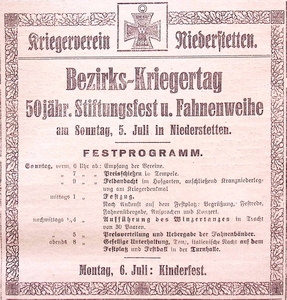 Kriegerverein Niederstetten.
Bezirks-Kriegertag
50jähr. Stiftungsfest u. Fahnenweihe
am Sonntag, 5. Juli in Niederstetten.
FESTPROGRAMM.
Sonntag, vorm. 6 Uhr ab: Empfang der Vereine.
„ 7 „ Preisschießen in Tempele.
„ 9 „ Feldandacht im Hofgarten, anschließend Kranzniederlegung
am Kriegerdenkmal
mittags 1 „ Festzug.
Nach Ankunft auf dem Festplatz: Begrüßung, Festrede,
Fahnenübergabe, Ansprachen und Konzert.
nachmittags 4 „ Aufführung des Winzertanzes in Tracht
von 30 Paaren.
„ 5 „ Preisverteilung und Uebergabe der Fahnenbänder.
abends 8 „ Gesellige Unterhaltung, italienische Nacht auf dem
Festplatz und Festball in der Turnhalle.
Montag, 6. Juli: Kinderfest.